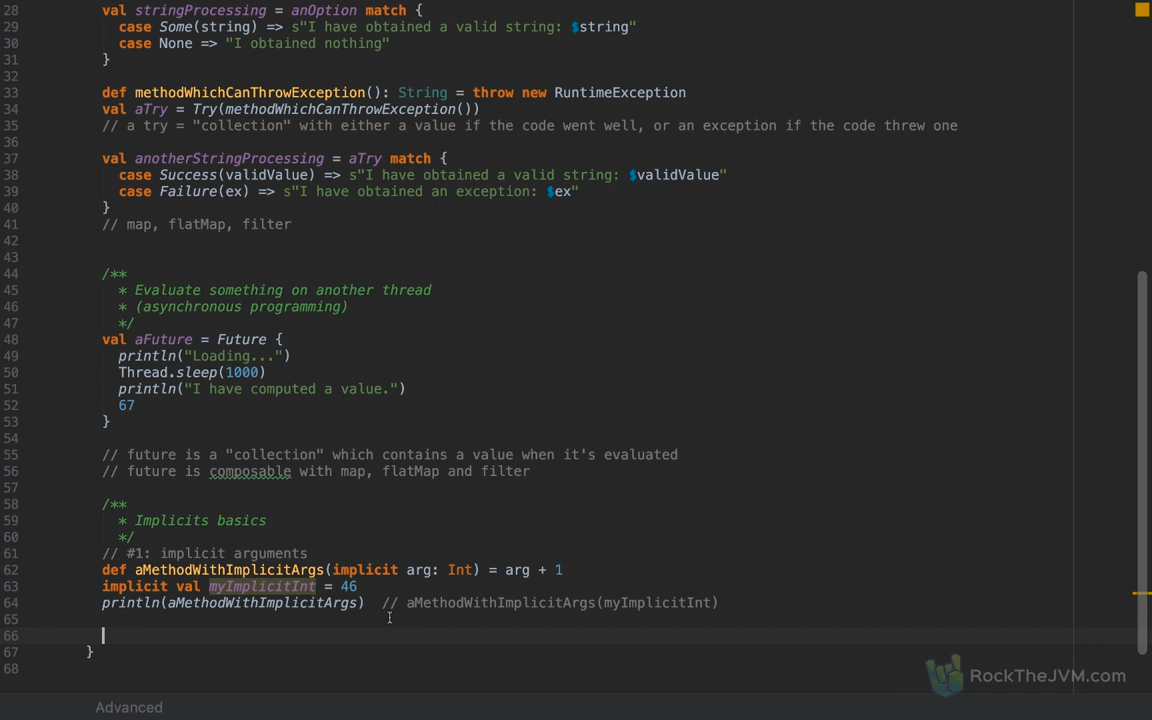 28 val stringProcessing = anOption match {
29 case Some(string) => s"I have obtained a valid string: $string"
30 case None => "I obtained nothing"
31 }
32
33 def methodWhichCanThrowException(): String = throw new RuntimeException
34 val aTry = Try(methodWhichCanThrowException())
35 // a try = "collection" with either a value if the code went well, or an exception if the code threw one
36
37 val anotherStringProcessing = aTry match {
38 case Success(validValue) => s"I have obtained a valid string: $validValue"
39 case Failure(ex) => s"I have obtained an exception: $ex"
40 }
41 // map, flatMap, filter
42
43
44 /**
45 * Evaluate something on another thread
46 * (asynchronous programming)
47 */
48 val aFuture = Future {
49 println("Loading...")
50 Thread.sleep(1000)
51 println("I have computed a value.")
52 67
53 }
54
55 // future is a "collection" which contains a value when it's evaluated
56 // future is composable with map, flatMap and filter
57
58 /**
59 * Implicits basics
60 */
61 // #1: implicit arguments
62 def aMethodWithImplicitArgs(implicit arg: Int) = arg + 1
63 implicit val myImplicitInt = 46
64 println(aMethodWithImplicitArgs) // aMethodWithImplicitArgs(myImplicitInt)
65
66
67 }
68
RockTheJVM.com
Advanced